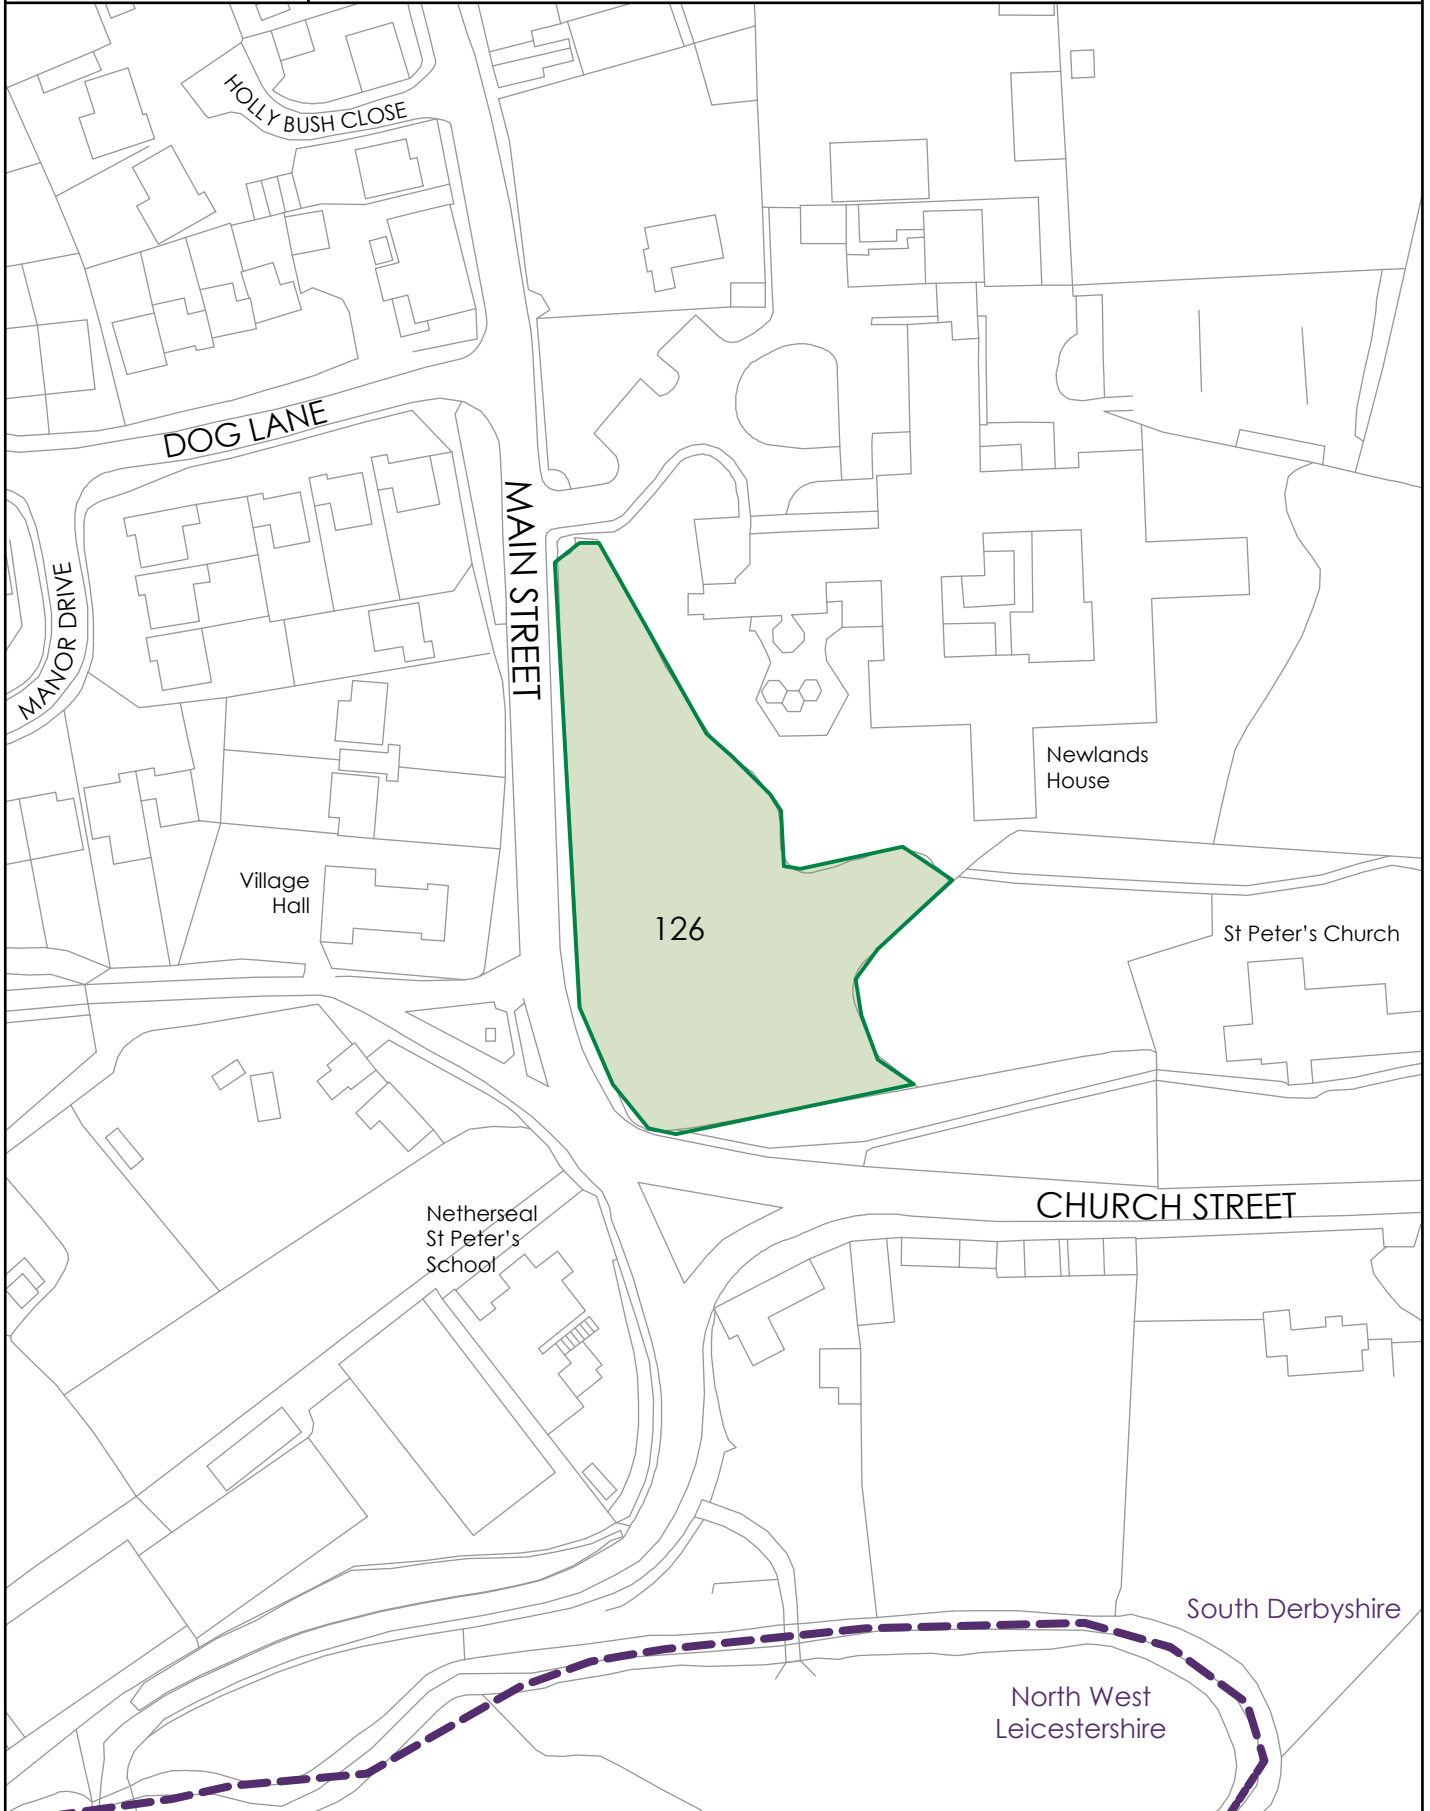 HOLLY BUSH CLOSE
DOG LANE
MAIN STREET
MANOR DRIVE
Newlands
House
Village
Hall
126
St Peter’s Church
CHURCH STREET
Netherseal
St Peter’s
School
South Derbyshire
North West
Leicestershire